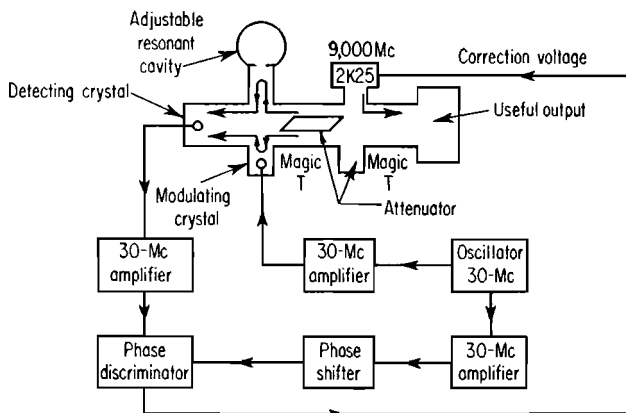 Adjustable
resonant
cavity
9,000 Mc
2K25
Correction voltage
Detecting crystal
Useful output
Modulating
crystal
Magic
T
Magic
T
Attenuator
30-Mc
amplifier
30-Mc
amplifier
Oscillator
30-Mc
Phase
discriminator
Phase
shifter
30-Mc
amplifier